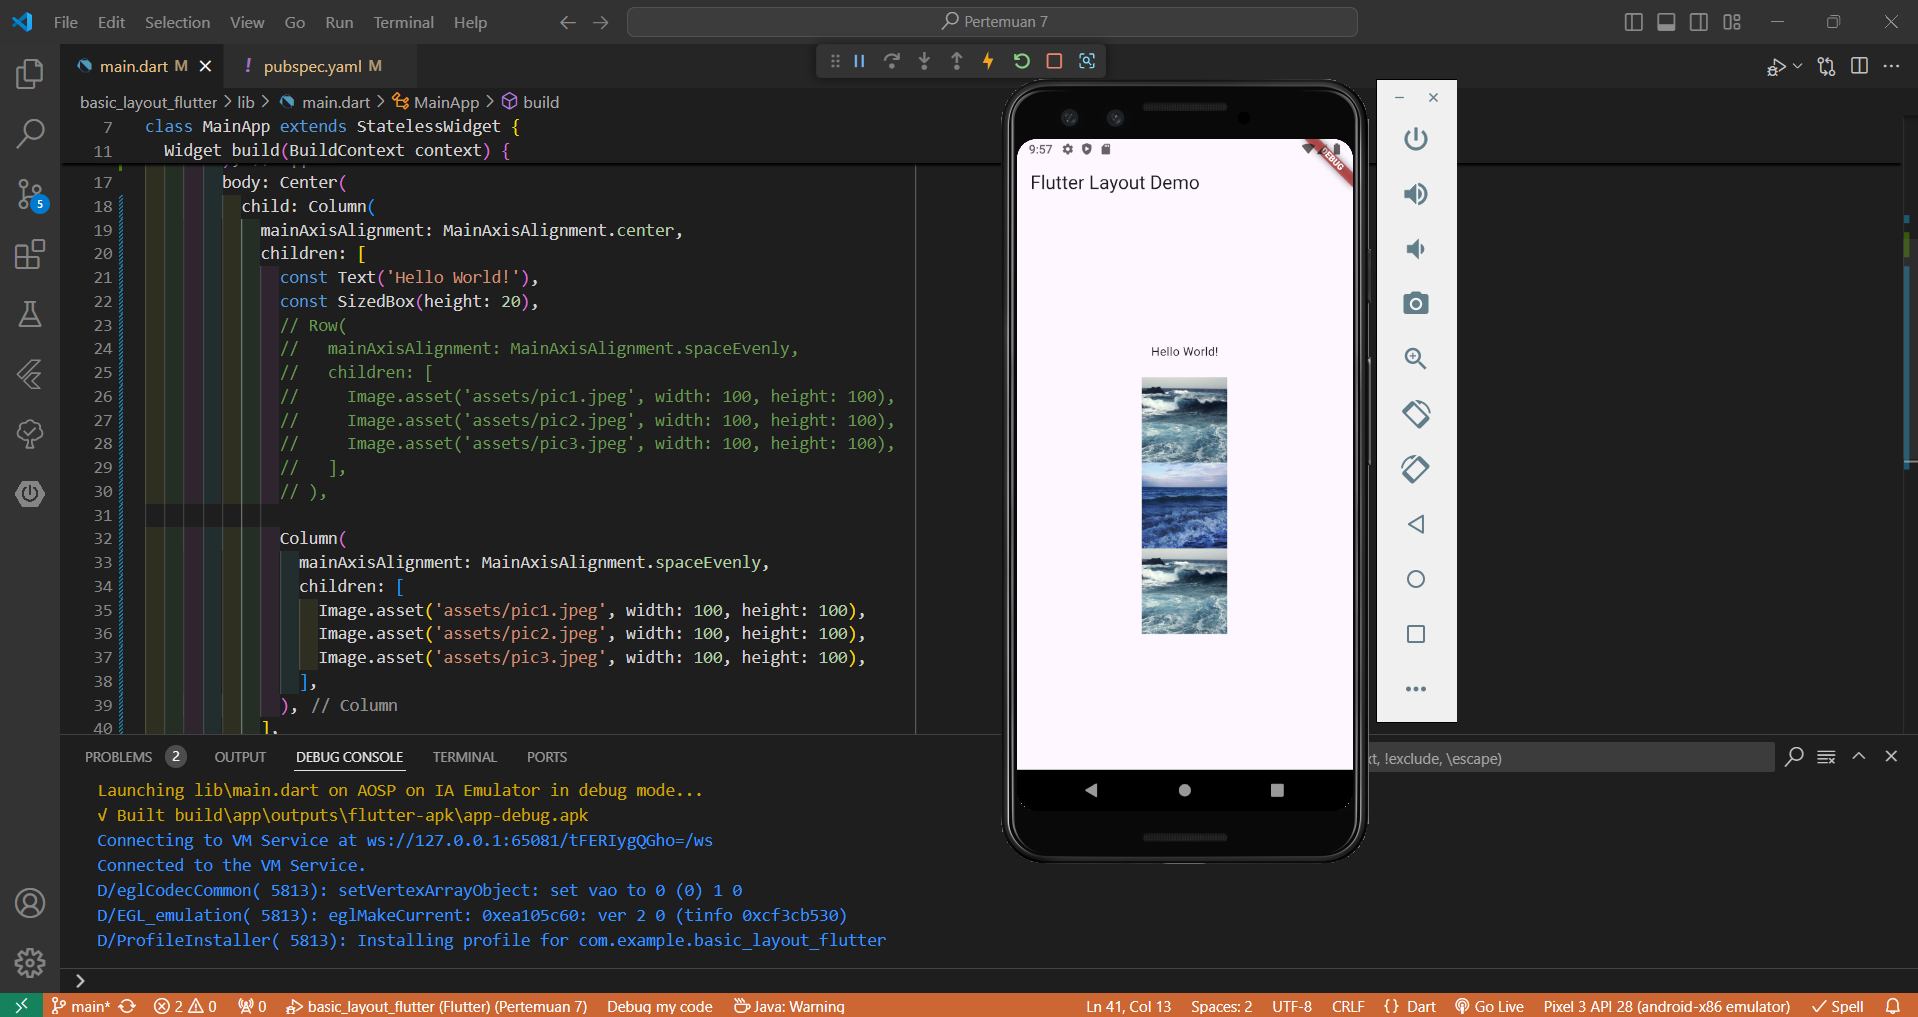 File Edit Selection View Go Run Terminal Help
Pertemuan 7
main.dart M
! pubspec.yaml M
basic_layout_flutter > lib > main.dart > MainApp > build
7 class MainApp extends StatelessWidget {
11 Widget build(BuildContext context) {
17 body: Center(
18 child: Column(
19 mainAxisAlignment: MainAxisAlignment.center,
20 children: [
21 const Text('Hello World!'),
22 const SizedBox(height: 20),
23 // Row(
24 //   mainAxisAlignment: MainAxisAlignment.spaceEvenly,
25 //   children: [
26 //     Image.asset('assets/pic1.jpeg', width: 100, height: 100),
27 //     Image.asset('assets/pic2.jpeg', width: 100, height: 100),
28 //     Image.asset('assets/pic3.jpeg', width: 100, height: 100),
29 //   ],
30 // ),
31
32 Column(
33 mainAxisAlignment: MainAxisAlignment.spaceEvenly,
34 children: [
35 Image.asset('assets/pic1.jpeg', width: 100, height: 100),
36 Image.asset('assets/pic2.jpeg', width: 100, height: 100),
37 Image.asset('assets/pic3.jpeg', width: 100, height: 100),
38 ],
39 ), // Column
40 ],
9:57
DEBUG
Flutter Layout Demo
Hello World!
PROBLEMS 2 OUTPUT DEBUG CONSOLE TERMINAL PORTS
xt, !exclude, \escape)
Launching lib\main.dart on AOSP on IA Emulator in debug mode...
√ Built build\app\outputs\flutter-apk\app-debug.apk
Connecting to VM Service at ws://127.0.0.1:65081/tFERIygQGho=/ws
Connected to the VM Service.
D/eglCodecCommon( 5813): setVertexArrayObject: set vao to 0 (0) 1 0
D/EGL_emulation( 5813): eglMakeCurrent: 0xea105c60: ver 2 0 (tinfo 0xcf3cb530)
D/ProfileInstaller( 5813): Installing profile for com.example.basic_layout_flutter
5
main* 2 0 0 basic_layout_flutter (Flutter) (Pertemuan 7) Debug my code Java: Warning Ln 41, Col 13 Spaces: 2 UTF-8 CRLF {} Dart Go Live Pixel 3 API 28 (android-x86 emulator) Spell